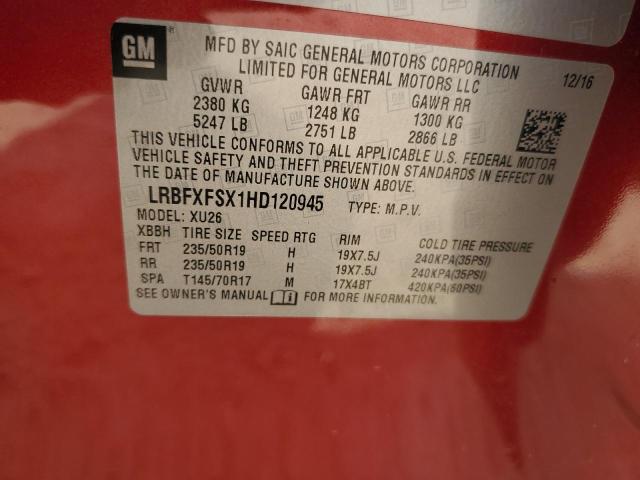 GM
MFD BY SAIC GENERAL MOTORS CORPORATION
LIMITED FOR GENERAL MOTORS LLC
12/16
GVWR GAWR FRT GAWR RR
2380 KG 1248 KG 1300 KG
5247 LB 2751 LB 2866 LB
THIS VEHICLE CONFORMS TO ALL APPLICABLE U.S. FEDERAL MOTOR
VEHICLE SAFETY AND THEFT PREVENTION STANDARDS IN EFFECT ON
THE DATE OF MANUFACTURE SHOWN ABOVE.
LRBFXFSX1HD120945 TYPE: M.P.V.
MODEL: XU26
XBBH TIRE SIZE SPEED RTG RIM COLD TIRE PRESSURE
FRT 235/50R19 H 19X7.5J 240KPA(35PSI)
RR 235/50R19 H 19X7.5J 240KPA(35PSI)
SPA T145/70R17 M 17X4BT 420KPA(60PSI)
SEE OWNER'S MANUAL FOR MORE INFORMATION.